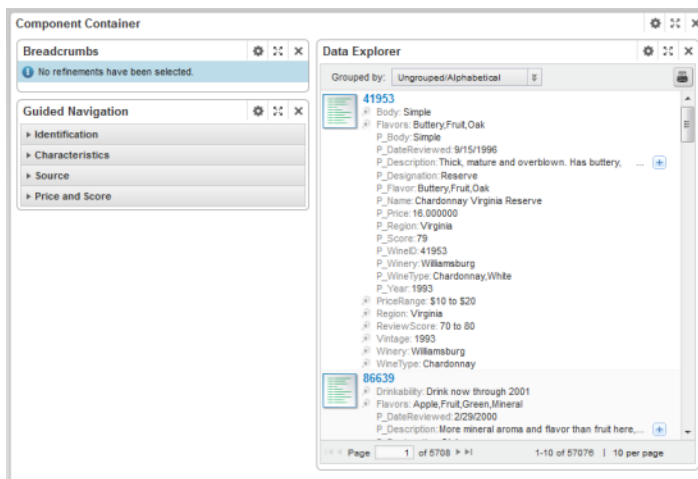 Component Container
Breadcrumbs
No refinements have been selected.
Guided Navigation
Identification
Characteristics
Source
Price and Score
Data Explorer
Grouped by: Ungrouped/Alphabetical
41953
Body: Simple
Flavors: Buttery,Fruit,Oak
P_Body: Simple
P_DateReviewed: 9/15/1996
P_Description: Thick, mature and overblown. Has buttery, ...
P_Designation: Reserve
P_Flavor: Buttery,Fruit,Oak
P_Name: Chardonnay Virginia Reserve
P_Price: 16.000000
P_Region: Virginia
P_Score: 79
P_WineID: 41953
P_Winery: Williamsburg
P_WineType: Chardonnay,White
P_Year: 1993
PriceRange: $10 to $20
Region: Virginia
ReviewScore: 70 to 80
Vintage: 1993
Winery: Williamsburg
WineType: Chardonnay
86639
Drinkability: Drink now through 2001
Flavors: Apple,Fruit,Green,Mineral
P_DateReviewed: 2/29/2000
P_Description: More mineral aroma and flavor than fruit here,...
Page 1 of 5708 1-10 of 57076 | 10 per page